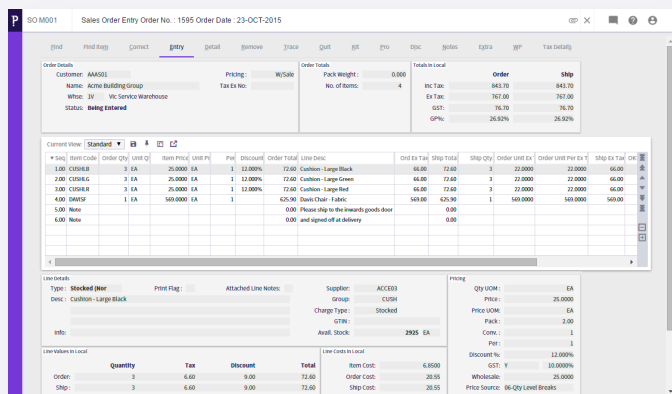 P SO M001 Sales Order Entry Order No. : 1595 Order Date : 23-OCT-2015
Find Find Item Correct Entry Detail Remove Trace Quit Kit Pro Disc Notes Extra WP Tax Details
Order Details Order Totals Totals in Local
Customer: AAAS01 Pricing : W/Sale Pack Weight : 0.000 Order Ship
Name: Acme Building Group Tax Ex No: No. of Items: 4 Inc Tax: 843.70 843.70
Whse: 1V Vic Service Warehouse Ex Tax: 767.00 767.00
Status: Being Entered GST: 76.70 76.70
GP%: 26.92% 26.92%
Current View: Standard
Seq Item Code Order Qty Unit Q Item Price Unit Pr Per Discount Order Total Line Desc Ord Ex Tax Ship Total Ship Qty Order Unit Ex Order Unit Per Ex T Ship Ex Tax OK
1.00 CUSHLB 3 EA 25.0000 EA 1 12.000% 72.60 Cushion - Large Black 66.00 72.60 3 22.0000 22.0000 66.00
2.00 CUSHLG 3 EA 25.0000 EA 1 12.000% 72.60 Cushion - Large Green 66.00 72.60 3 22.0000 22.0000 66.00
3.00 CUSHLR 3 EA 25.0000 EA 1 12.000% 72.60 Cushion - Large Red 66.00 72.60 3 22.0000 22.0000 66.00
4.00 DAVISF 1 EA 569.0000 EA 1 625.90 Davis Chair - Fabric 569.00 625.90 1 569.0000 569.0000 569.00
5.00 Note 0.00 Please ship to the inwards goods door 0.00
6.00 Note 0.00 and signed off at delivery 0.00
Line Details Pricing
Type : Stocked (Nor Print Flag : Attached Line Notes: Supplier: ACCE03 Qty UOM : EA
Desc : Cushion - Large Black Group: CUSH Price : 25.0000
Charge Type : Stocked Price UOM: EA
GTIN : Pack : 2.00
Info: Avail. Stock: 2925 EA Conv. : 1
Per : 1
Line Values in Local Line Costs in Local Discount %: 12.000%
Quantity Tax Discount Total Item Cost: 6.8500 GST: Y 10.0000%
Order: 3 6.60 9.00 72.60 Order Cost: 20.55 Wholesale: 25.0000
Ship : 3 6.60 9.00 72.60 Ship Cost: 20.55 Price Source: 06-Qty Level Breaks